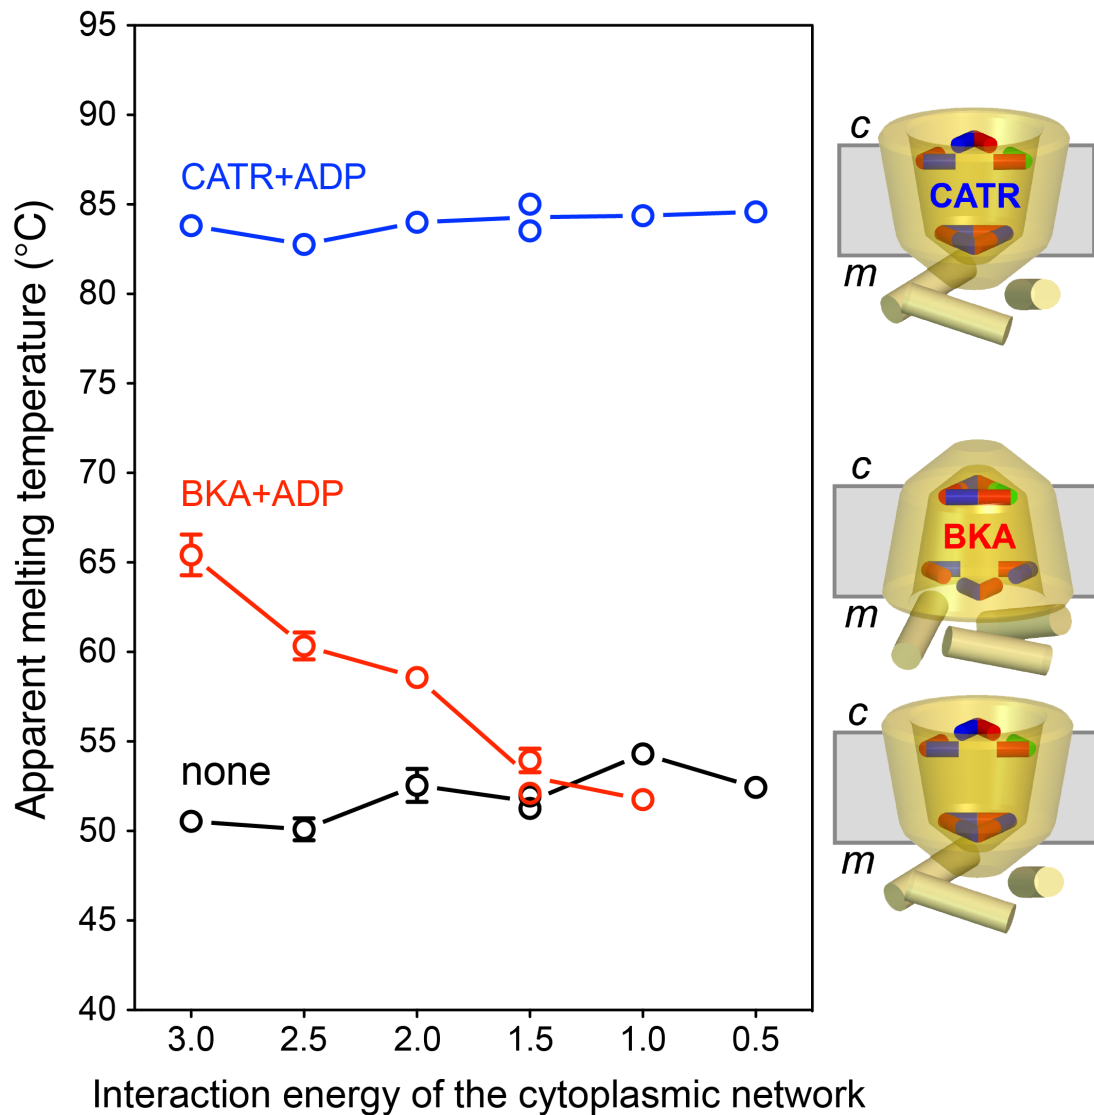 Apparent melting temperature (°C)
95
90
85
80
75
70
65
60
55
50
45
40
CATR+ADP
BKA+ADP
none
3.0 2.5 2.0 1.5 1.0 0.5
Interaction energy of the cytoplasmic network
c
CATR
m
c
BKA
m
c
m